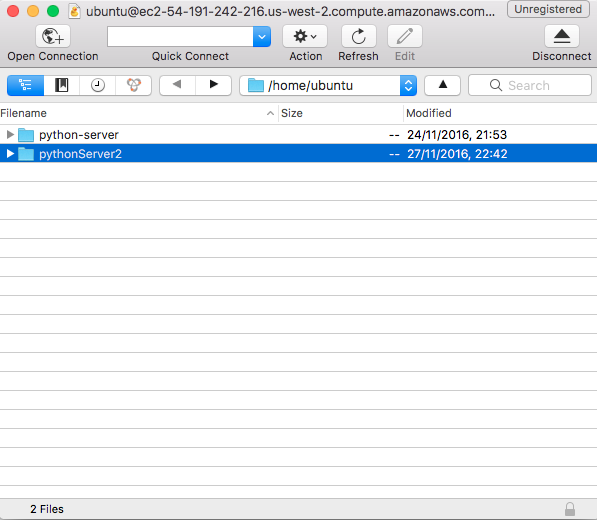 ubuntu@ec2-54-191-242-216.us-west-2.compute.amazonaws.com... Unregistered
Open Connection Quick Connect Action Refresh Edit Disconnect
/home/ubuntu Search
Filename Size Modified
python-server -- 24/11/2016, 21:53
pythonServer2 -- 27/11/2016, 22:42
2 Files